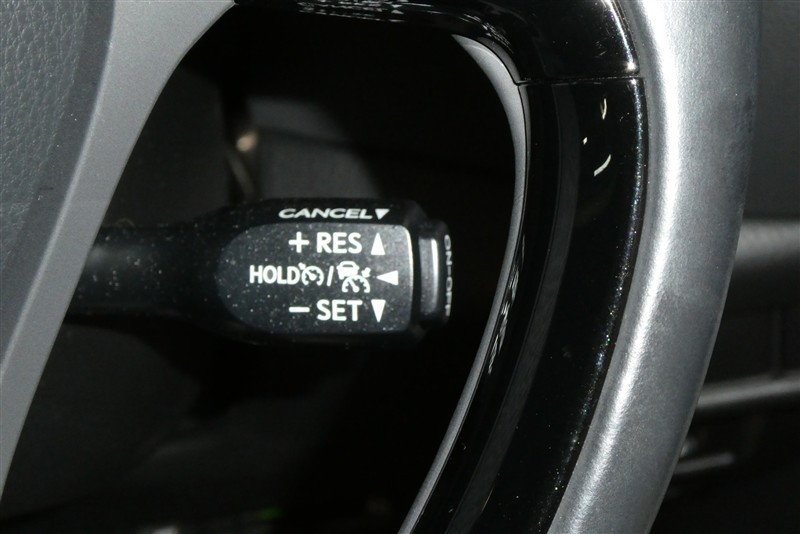 CANCEL▼
+ RES ▲
HOLD / ◀
− SET ▼
ON-OFF